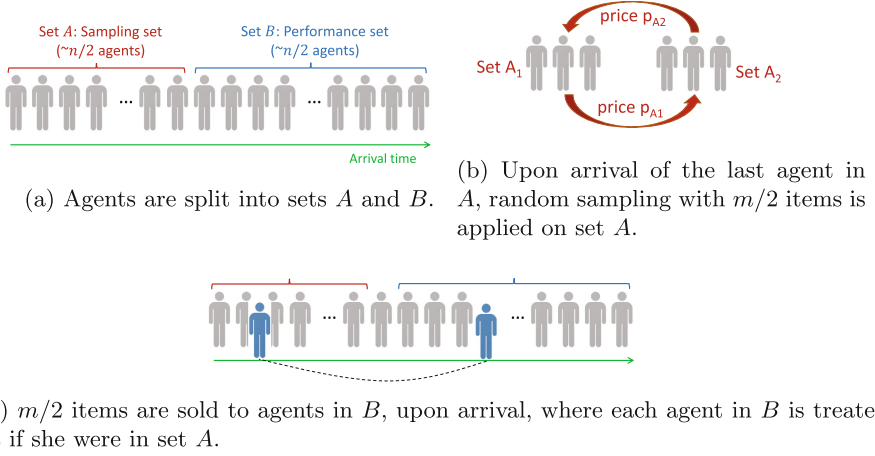 Set A: Sampling set
(~n/2 agents)
Set B: Performance set
(~n/2 agents)
...
...
Arrival time
(a) Agents are split into sets A and B.
price p_A2
Set A₁
Set A₂
price p_A1
(b) Upon arrival of the last agent in
A, random sampling with m/2 items is
applied on set A.
...
...
) m/2 items are sold to agents in B, upon arrival, where each agent in B is treate
if she were in set A.